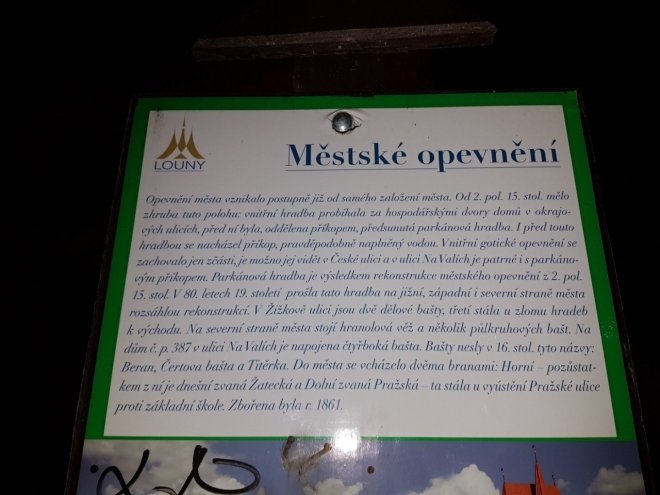 LOUNY
Městské opevnění
Opevnění města vznikalo postupně již od samého založení města. Od 2. pol. 15. stol. mělo
zhruba tuto polohu: vnitřní hradba probíhala za hospodářskými dvory domů v okrajo-
vých ulicích, před ní byla, oddělena příkopem, předsunutá parkánová hradba. I před touto
hradbou se nacházel příkop, pravděpodobně naplněný vodou. Vnitřní gotické opevnění se
zachovalo jen zčásti, je možno jej vidět v České ulici a v ulici Na Valích je patrné i s parkáno-
vým příkopem. Parkánová hradba je výsledkem rekonstrukce městského opevnění z 2. pol.
15. stol. V 80. letech 19. století prošla tato hradba na jižní, západní i severní straně města
rozsáhlou rekonstrukcí. V Žižkově ulici jsou dvě dělové bašty, třetí stála u zlomu hradeb
k východu. Na severní straně města stojí hranolová věž a několik půlkruhových bašt. Na
dům č. p. 387 v ulici Na Valích je napojena čtyřboká bašta. Bašty nesly v 16. stol. tyto názvy:
Beran, Čertova bašta a Titěrka. Do města se vcházelo dvěma branami: Horní – pozůstat-
kem z ní je dnešní zvaná Žatecká a Dolní zvaná Pražská – ta stála u vyústění Pražské ulice
proti základní škole. Zbořena byla r. 1861.